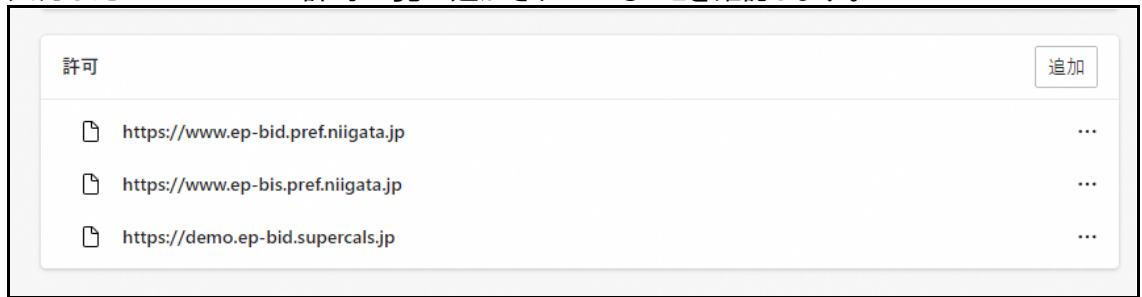 許可
追加
https://www.ep-bid.pref.niigata.jp
...
https://www.ep-bis.pref.niigata.jp
...
https://demo.ep-bid.supercals.jp
...